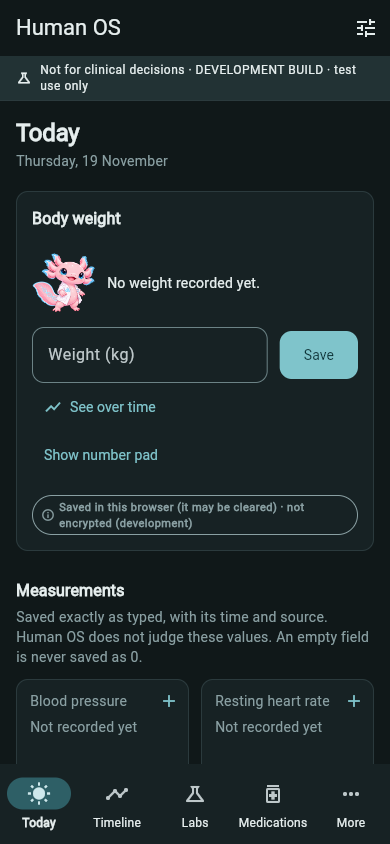 Human OS
Not for clinical decisions · DEVELOPMENT BUILD · test
use only
Today
Thursday, 19 November
Body weight
No weight recorded yet.
Weight (kg)
Save
See over time
Show number pad
Saved in this browser (it may be cleared) · not
encrypted (development)
Measurements
Saved exactly as typed, with its time and source.
Human OS does not judge these values. An empty field
is never saved as 0.
Blood pressure
Resting heart rate
Not recorded yet
Not recorded yet
Today
Timeline
Labs
Medications
More